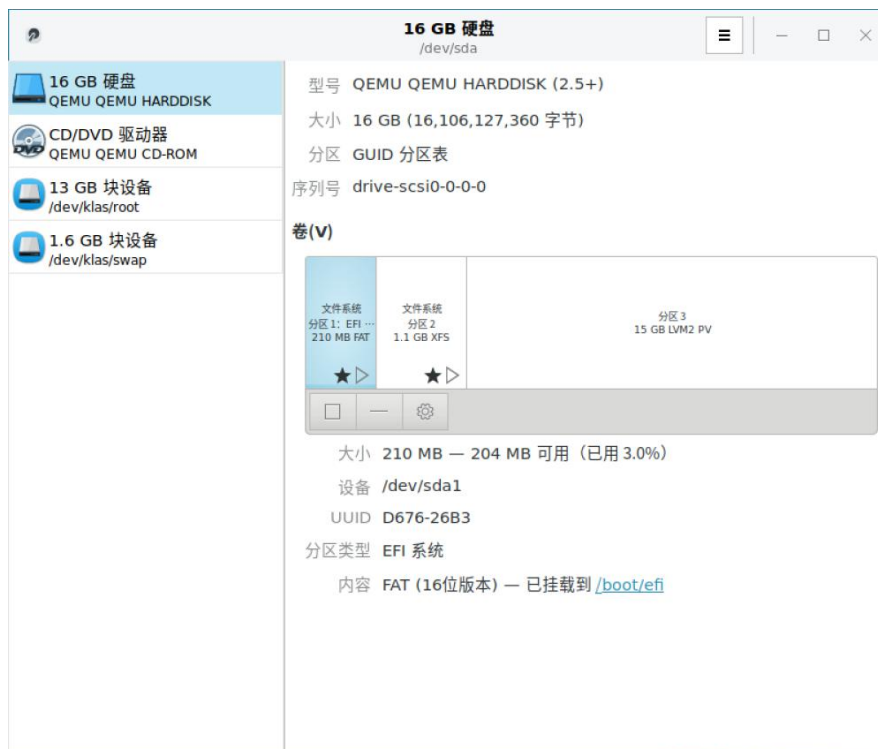 16 GB 硬盘
/dev/sda
16 GB 硬盘
QEMU QEMU HARDDISK
CD/DVD 驱动器
QEMU QEMU CD-ROM
13 GB 块设备
/dev/klas/root
1.6 GB 块设备
/dev/klas/swap
型号 QEMU QEMU HARDDISK (2.5+)
大小 16 GB (16,106,127,360 字节)
分区 GUID 分区表
序列号 drive-scsi0-0-0-0
卷(V)
文件系统
分区 1: EFI ···
210 MB FAT
文件系统
分区 2
1.1 GB XFS
分区 3
15 GB LVM2 PV
大小 210 MB — 204 MB 可用（已用 3.0%）
设备 /dev/sda1
UUID D676-26B3
分区类型 EFI 系统
内容 FAT (16位版本) — 已挂载到 /boot/efi